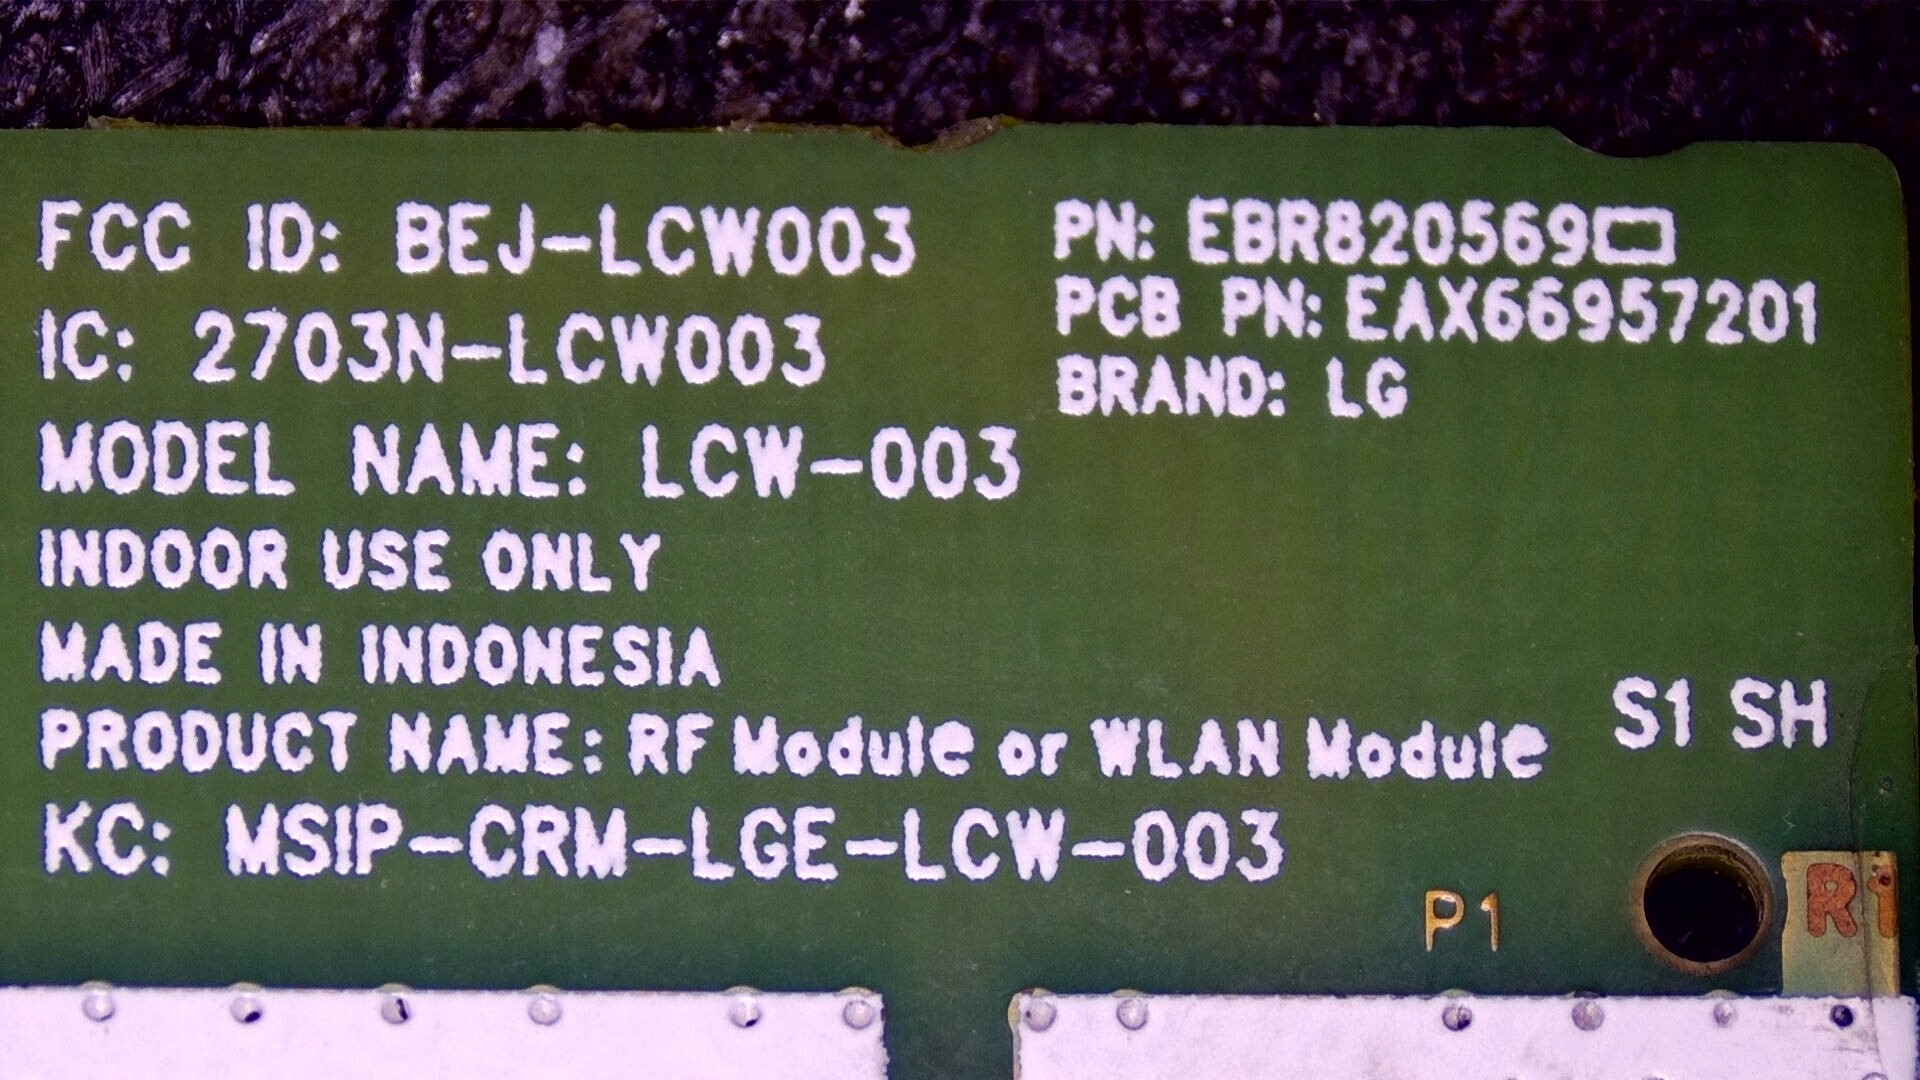 FCC ID: BEJ-LCW003
IC: 2703N-LCW003
MODEL NAME: LCW-003
INDOOR USE ONLY
MADE IN INDONESIA
PRODUCT NAME: RF Module or WLAN Module
KC: MSIP-CRM-LGE-LCW-003
PN: EBR820569▭
PCB PN: EAX66957201
BRAND: LG
S1 SH
P1
R1